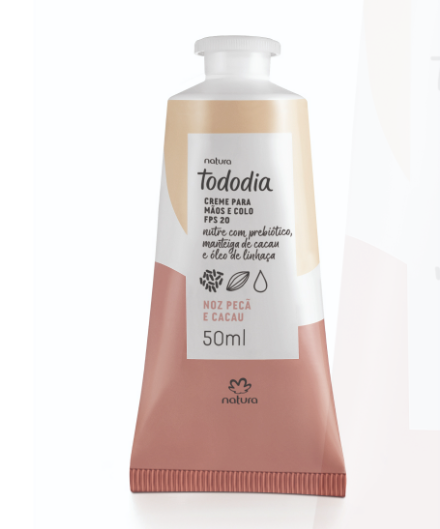 natura
tododia
CREME PARA
MÃOS E COLO
FPS 20
nutre com prebiótico,
manteiga de cacau
e óleo de linhaça
NOZ PECÃ
E CACAU
50ml
natura